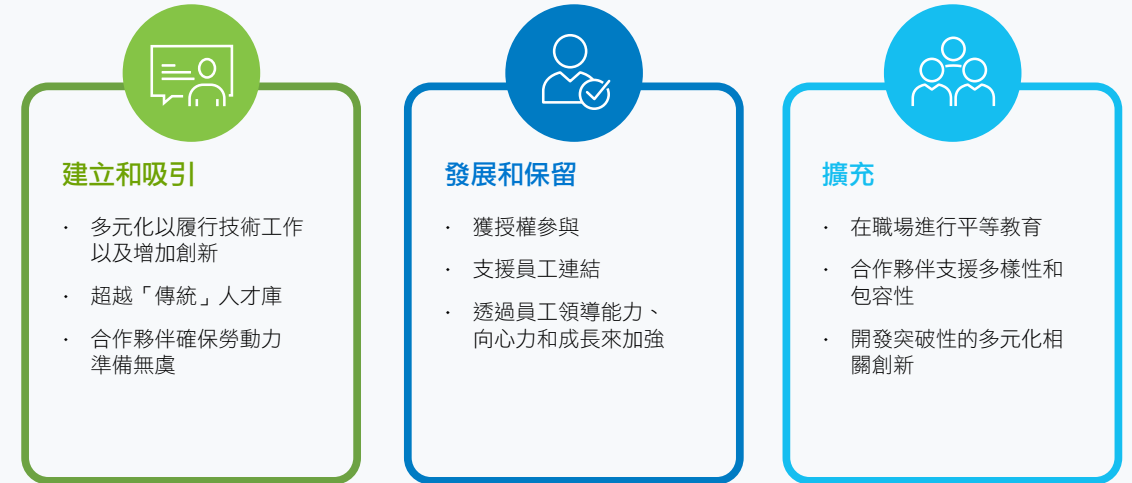 建立和吸引
· 多元化以履行技術工作
以及增加創新
· 超越「傳統」人才庫
· 合作夥伴確保勞動力
準備無虞
發展和保留
· 獲授權參與
· 支援員工連結
· 透過員工領導能力、
向心力和成長來加強
擴充
· 在職場進行平等教育
· 合作夥伴支援多樣性和
包容性
· 開發突破性的多元化相
關創新